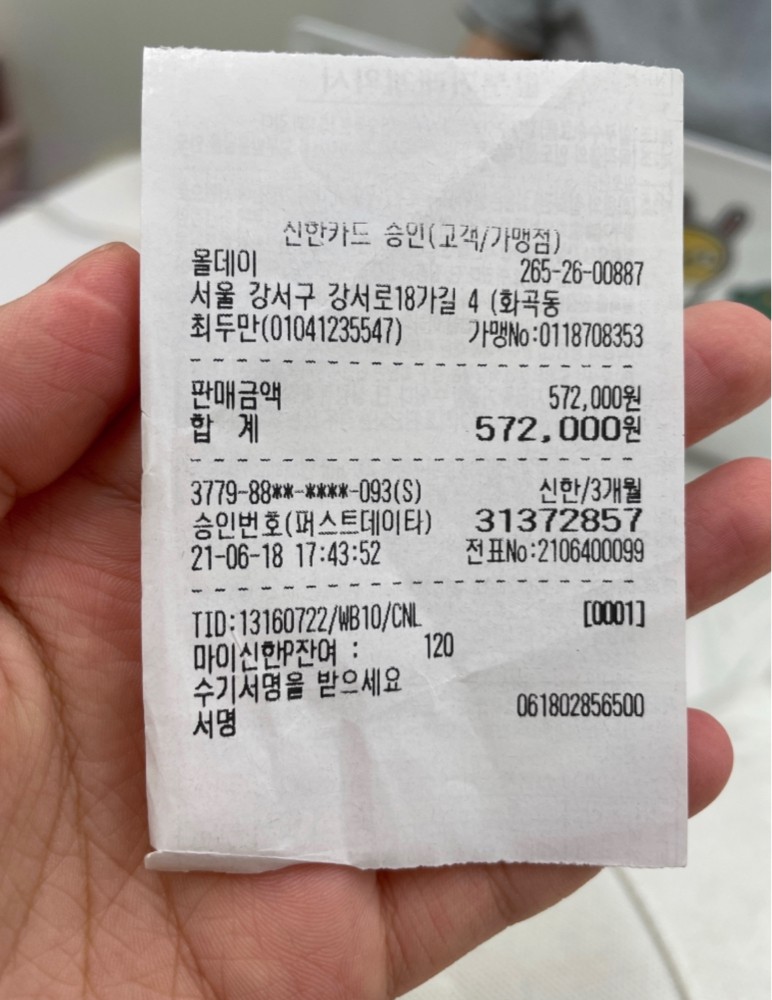 신한카드 승인(고객/가맹점)
올데이 265-26-00887
서울 강서구 강서로18가길 4 (화곡동
최두만(01041235547) 가맹No:0118708353
판매금액 572,000원
합 계 572,000원
3779-88**-****-093(S) 신한/3개월
승인번호(퍼스트데이타) 31372857
21-06-18 17:43:52 전표No:2106400099
TID:13160722/WB10/CNL [0001]
마이신한P잔여 : 120
수기서명을 받으세요
서명 061802856500